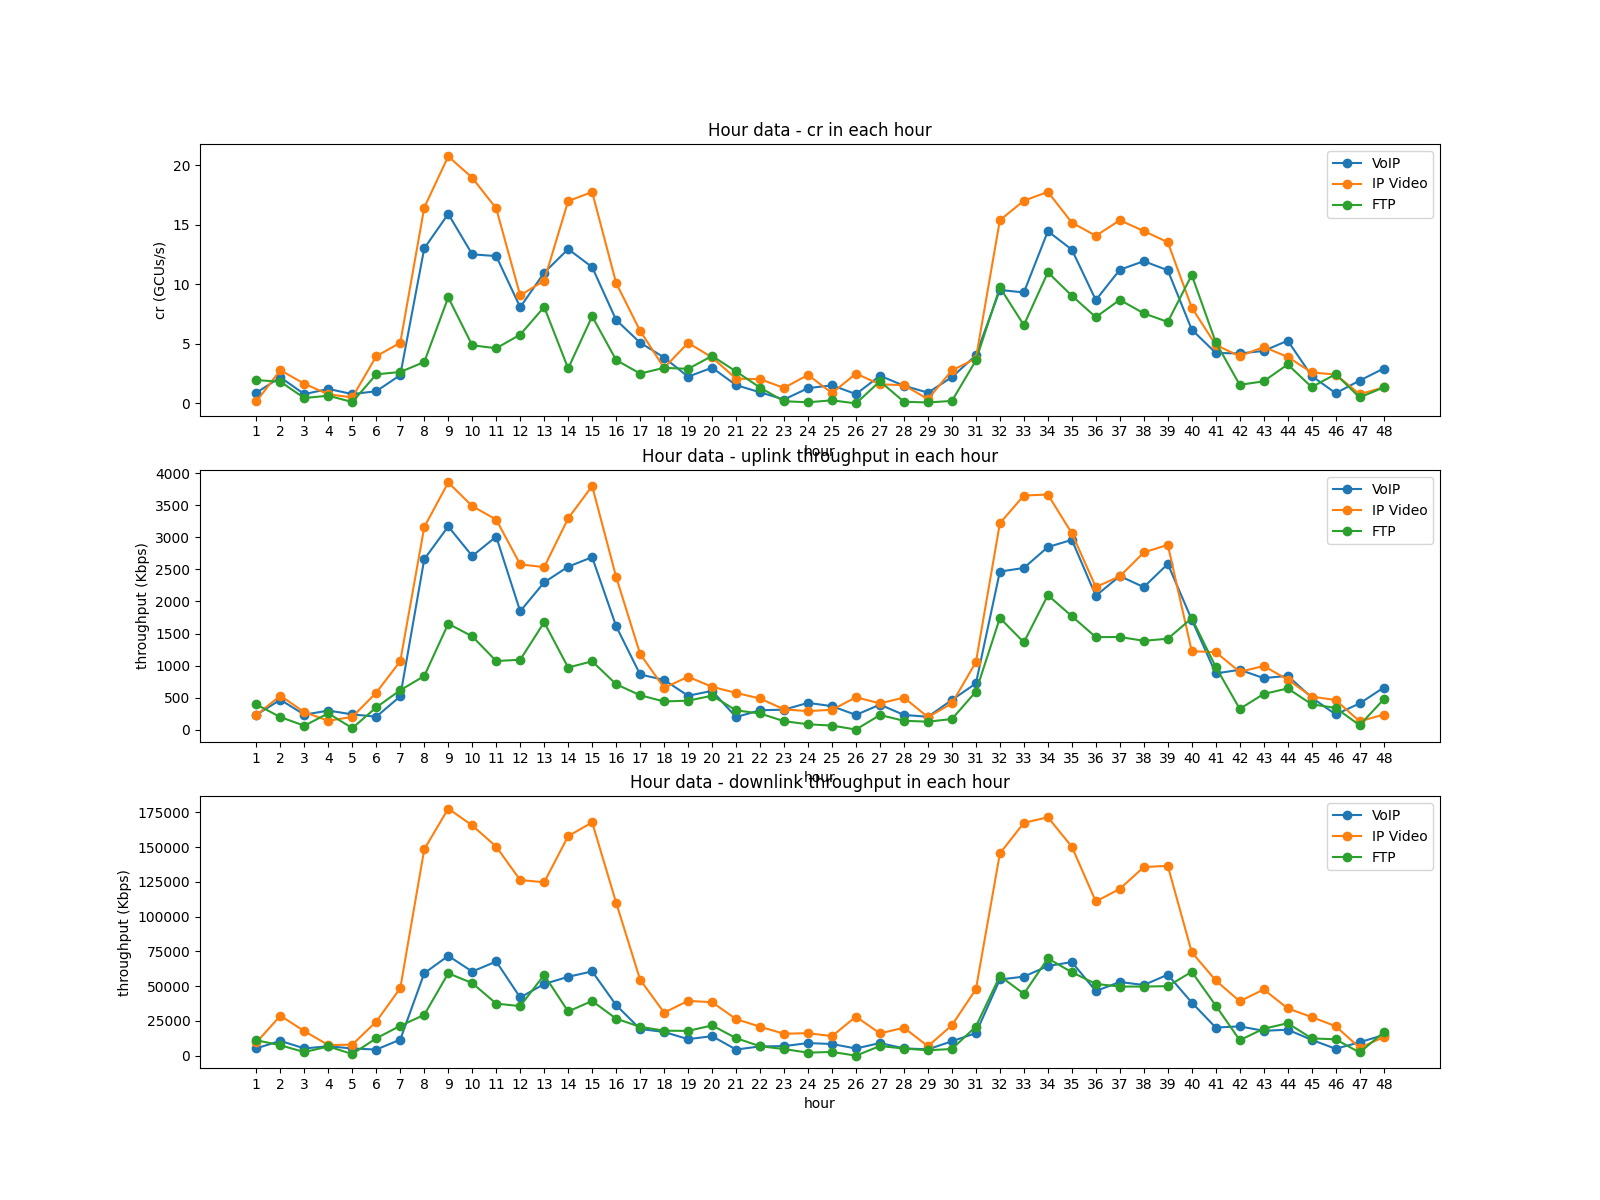 Hour data - cr in each hour
cr (GCUs/s)
20
15
10
5
0
VoIP
IP Video
FTP
1 2 3 4 5 6 7 8 9 10 11 12 13 14 15 16 17 18 19 20 21 22 23 24 25 26 27 28 29 30 31 32 33 34 35 36 37 38 39 40 41 42 43 44 45 46 47 48
hour
Hour data - uplink throughput in each hour
throughput (Kbps)
4000
3500
3000
2500
2000
1500
1000
500
0
VoIP
IP Video
FTP
1 2 3 4 5 6 7 8 9 10 11 12 13 14 15 16 17 18 19 20 21 22 23 24 25 26 27 28 29 30 31 32 33 34 35 36 37 38 39 40 41 42 43 44 45 46 47 48
hour
Hour data - downlink throughput in each hour
throughput (Kbps)
175000
150000
125000
100000
75000
50000
25000
0
VoIP
IP Video
FTP
1 2 3 4 5 6 7 8 9 10 11 12 13 14 15 16 17 18 19 20 21 22 23 24 25 26 27 28 29 30 31 32 33 34 35 36 37 38 39 40 41 42 43 44 45 46 47 48
hour